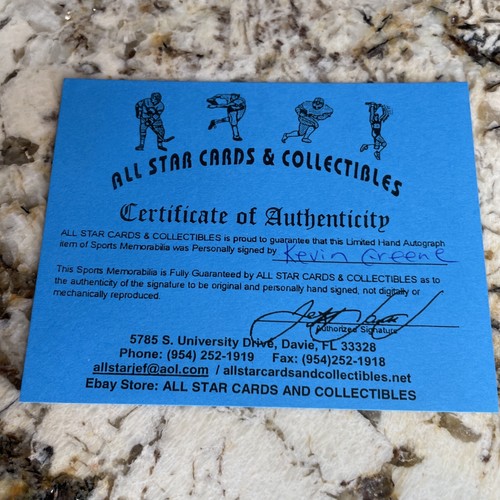 ALL STAR CARDS & COLLECTIBLES
Certificate of Authenticity
ALL STAR CARDS & COLLECTIBLES is proud to guarantee that this Limited Hand Autograph
item of Sports Memorabilia was Personally signed by Kevin Greene
This Sports Memorabilia is Fully Guaranteed by ALL STAR CARDS & COLLECTIBLES as to
the authenticity of the signature to be original and personally hand signed, not digitally or
mechanically reproduced.
Authorized Signature
5785 S. University Drive, Davie, FL 33328
Phone: (954) 252-1919 Fax: (954)252-1918
allstarjef@aol.com / allstarcardsandcollectibles.net
Ebay Store: ALL STAR CARDS AND COLLECTIBLES